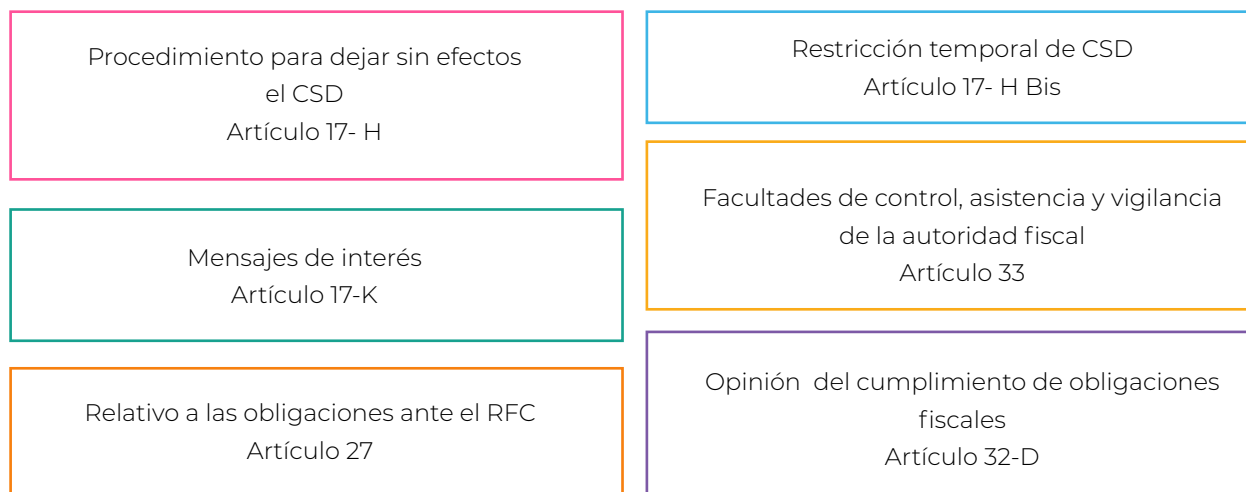 Procedimiento para dejar sin efectos
el CSD
Artículo 17- H
Restricción temporal de CSD
Artículo 17- H Bis
Mensajes de interés
Artículo 17-K
Facultades de control, asistencia y vigilancia
de la autoridad fiscal
Artículo 33
Relativo a las obligaciones ante el RFC
Artículo 27
Opinión  del cumplimiento de obligaciones
fiscales
Artículo 32-D